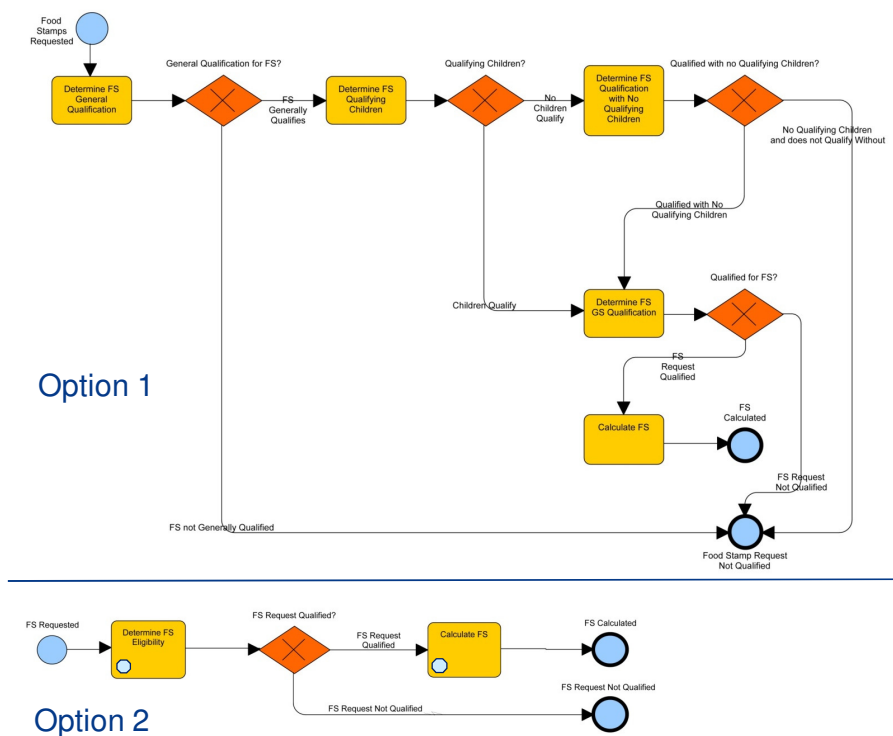 Food
Stamps
Requested
General Qualification for FS?
Qualifying Children?
Qualified with no Qualifying Children?
Determine FS
General
Qualification
FS
Generally
Qualifies
Determine FS
Qualifying
Children
No
Children
Qualify
Determine FS
Qualification
with No
Qualifying
Children
No Qualifying Children
and does not Qualify Without
Qualified with No
Qualifying Children
Qualified for FS?
Children Qualify
Determine FS
GS Qualification
FS
Request
Qualified
Option 1
Calculate FS
FS
Calculated
FS Request
Not Qualified
FS not Generally Qualified
Food Stamp Request
Not Qualified
FS Requested
Determine FS
Eligibility
FS Request Qualified?
FS Request
Qualified
Calculate FS
FS Calculated
FS Request Not Qualified
FS Request Not Qualified
Option 2